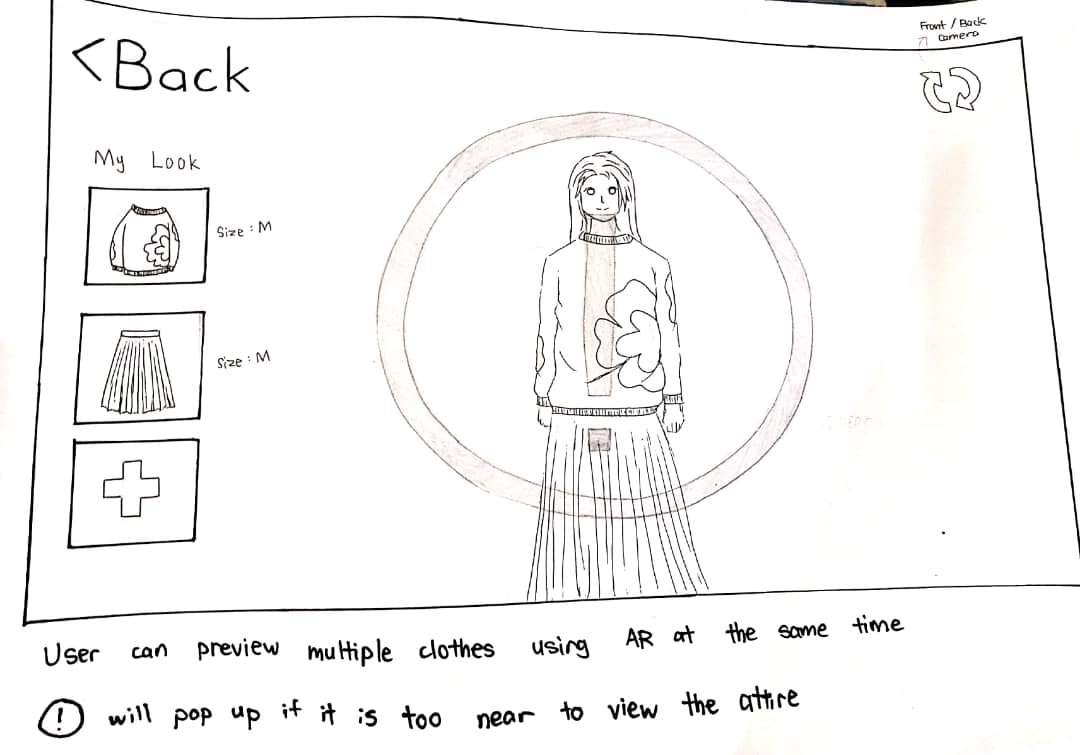 Front / Back
camera
<Back
My Look
Size : M
Size : M
User can preview multiple clothes using AR at the same time
! will pop up if it is too near to view the attire